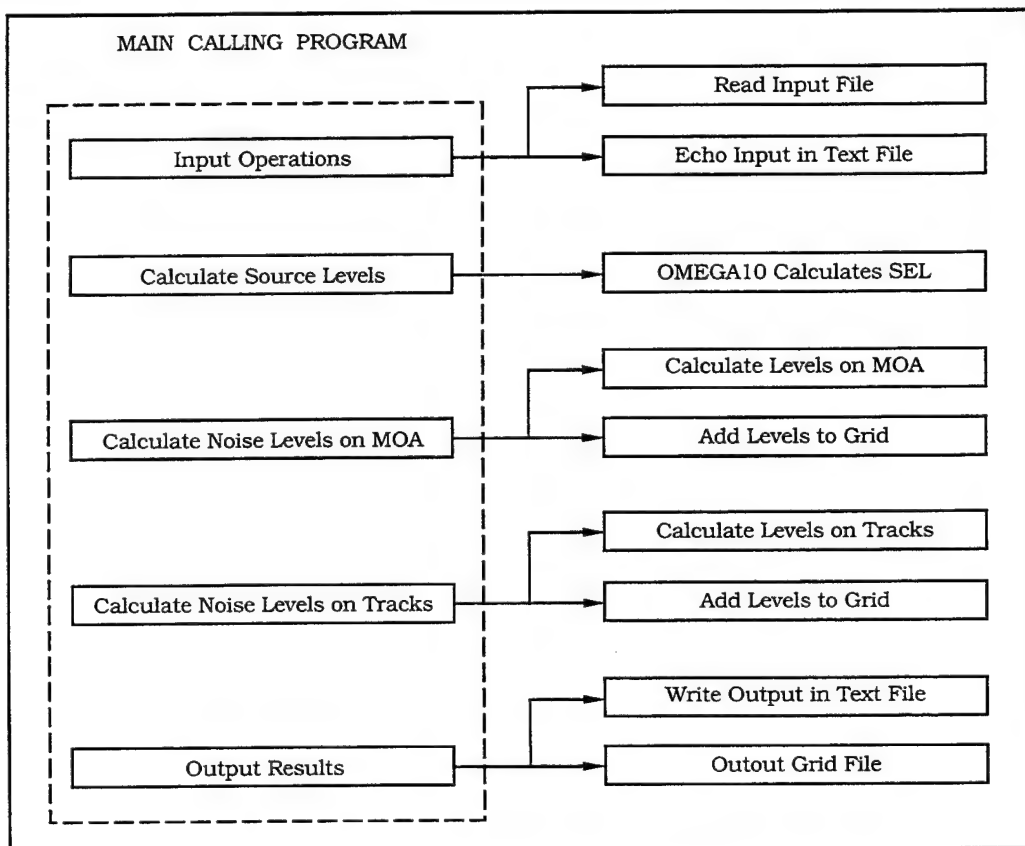 MAIN CALLING PROGRAM
Read Input File
Input Operations
Echo Input in Text File
Calculate Source Levels
OMEGA10 Calculates SEL
Calculate Levels on MOA
Calculate Noise Levels on MOA
Add Levels to Grid
Calculate Levels on Tracks
Calculate Noise Levels on Tracks
Add Levels to Grid
Write Output in Text File
Output Results
Outout Grid File